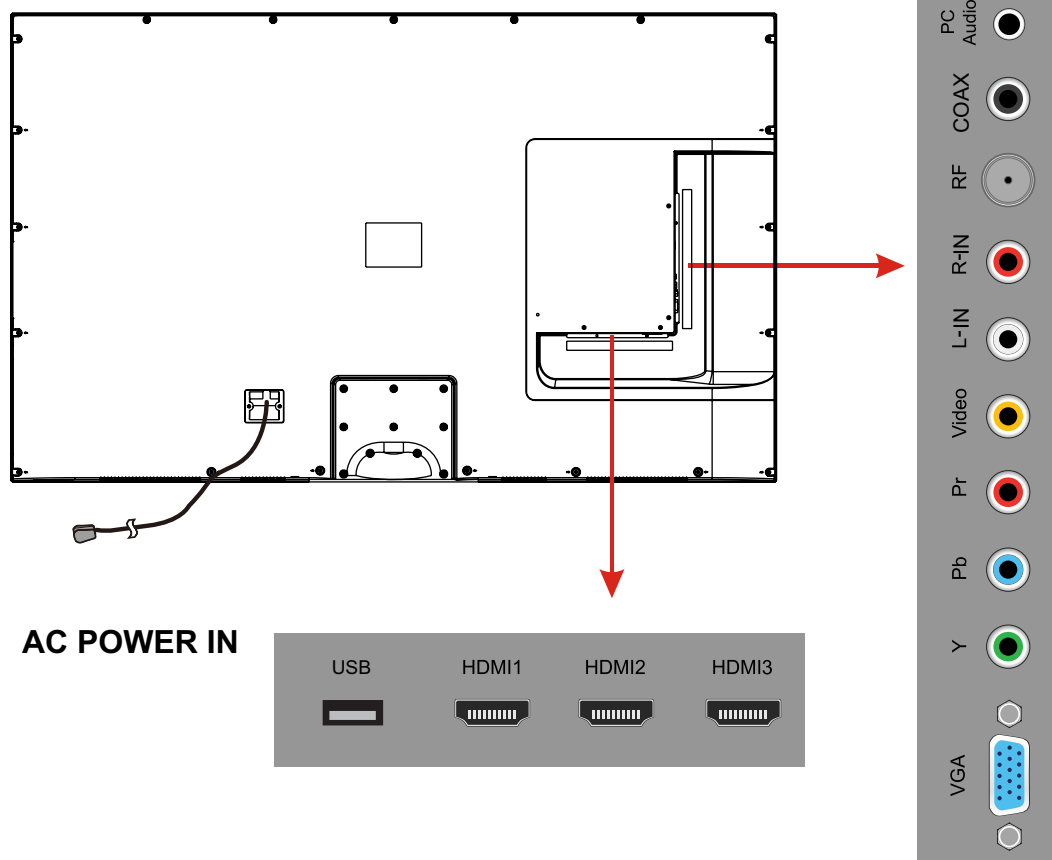 PC
Audio
COAX
RF
R-IN
L-IN
Video
Pr
Pb
Y
VGA
AC POWER IN
USB
HDMI1
HDMI2
HDMI3